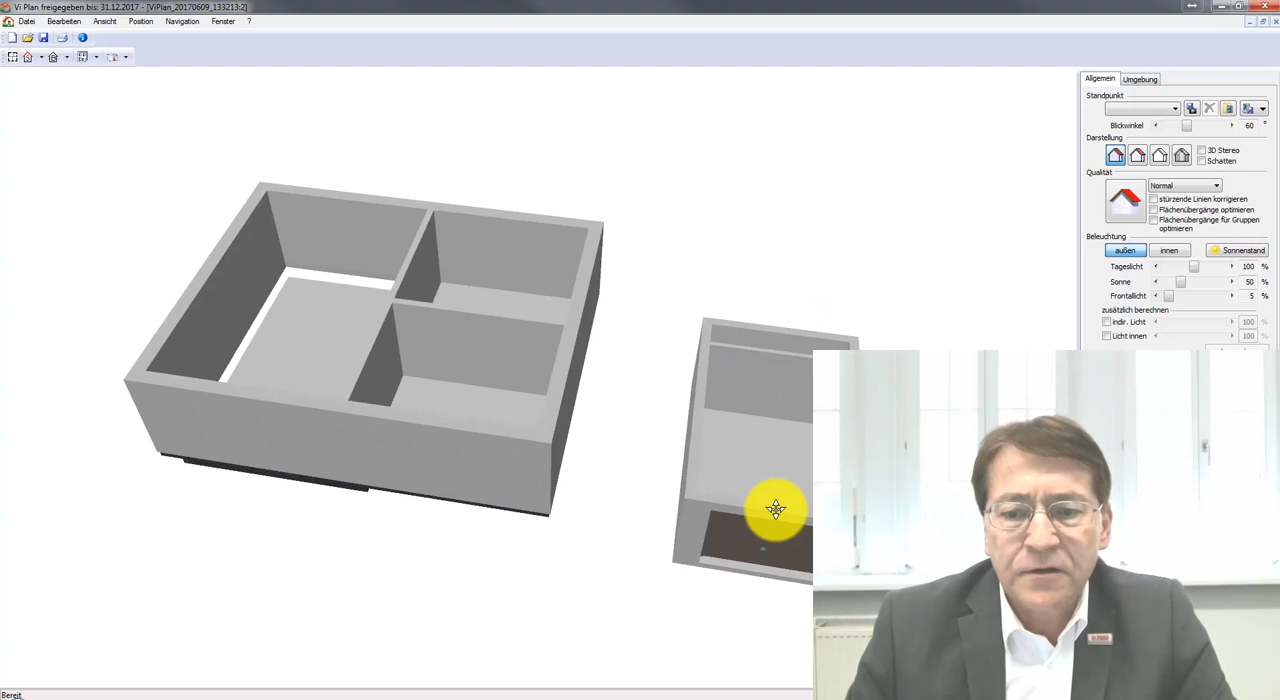 Vi Plan freigegeben bis: 31.12.2017 - [ViPlan_20170609_133213:2]
Datei Bearbeiten Ansicht Position Navigation Fenster ?
Allgemein Umgebung
Standpunkt
Blickwinkel 60 °
Darstellung
3D Stereo
Schatten
Qualität
Normal
stürzende Linien korrigieren
Flächenübergänge optimieren
Flächenübergänge für Gruppen
optimieren
Beleuchtung
außen innen Sonnenstand
Tageslicht 100 %
Sonne 50 %
Frontallicht 5 %
zusätzlich berechnen
indir. Licht 100 %
Licht innen 100 %
Bereit